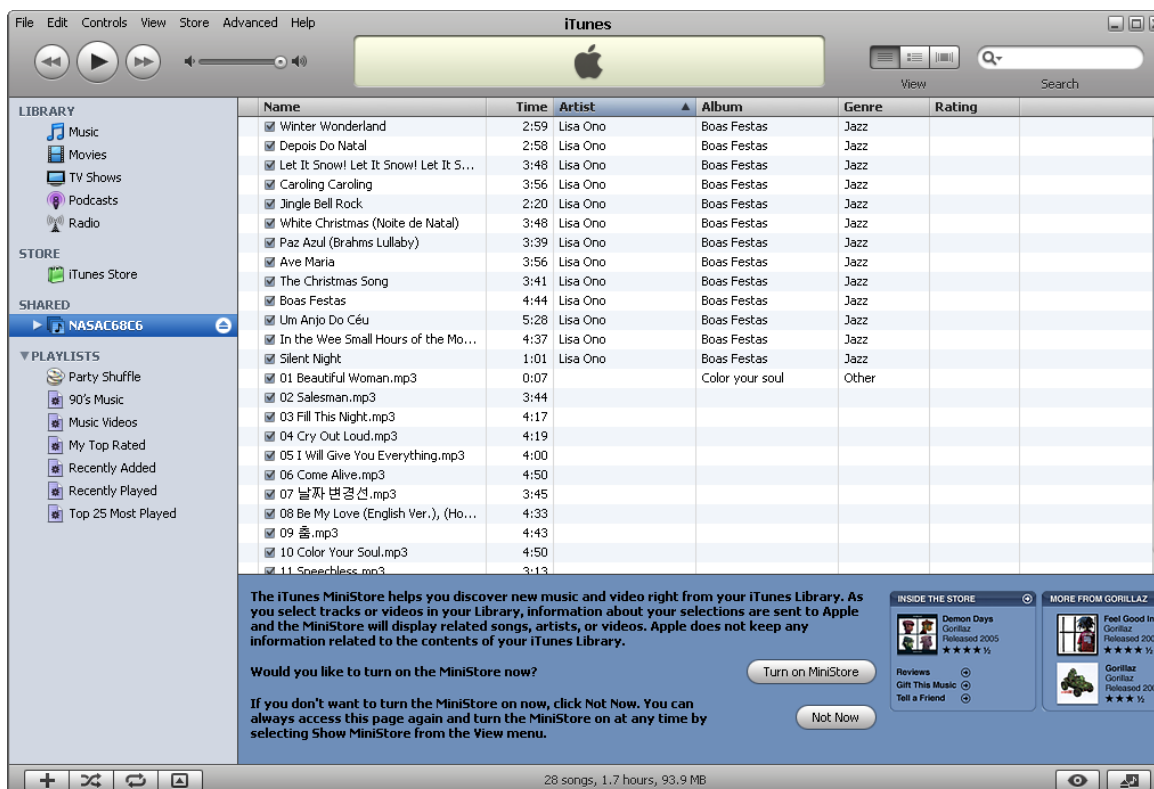 File Edit Controls View Store Advanced Help
iTunes
View
Search
LIBRARY
Music
Movies
TV Shows
Podcasts
Radio
STORE
iTunes Store
SHARED
NASAC68C6
PLAYLISTS
Party Shuffle
90's Music
Music Videos
My Top Rated
Recently Added
Recently Played
Top 25 Most Played
Name Time Artist Album Genre Rating
Winter Wonderland 2:59 Lisa Ono Boas Festas Jazz
Depois Do Natal 2:58 Lisa Ono Boas Festas Jazz
Let It Snow! Let It Snow! Let It S... 3:48 Lisa Ono Boas Festas Jazz
Caroling Caroling 3:56 Lisa Ono Boas Festas Jazz
Jingle Bell Rock 2:20 Lisa Ono Boas Festas Jazz
White Christmas (Noite de Natal) 3:48 Lisa Ono Boas Festas Jazz
Paz Azul (Brahms Lullaby) 3:39 Lisa Ono Boas Festas Jazz
Ave Maria 3:56 Lisa Ono Boas Festas Jazz
The Christmas Song 3:41 Lisa Ono Boas Festas Jazz
Boas Festas 4:44 Lisa Ono Boas Festas Jazz
Um Anjo Do Céu 5:28 Lisa Ono Boas Festas Jazz
In the Wee Small Hours of the Mo... 4:37 Lisa Ono Boas Festas Jazz
Silent Night 1:01 Lisa Ono Boas Festas Jazz
01 Beautiful Woman.mp3 0:07 Color your soul Other
02 Salesman.mp3 3:44
03 Fill This Night.mp3 4:17
04 Cry Out Loud.mp3 4:19
05 I Will Give You Everything.mp3 4:00
06 Come Alive.mp3 4:50
07 날짜 변경선.mp3 3:45
08 Be My Love (English Ver.), (Ho... 4:33
09 춤.mp3 4:43
10 Color Your Soul.mp3 4:50
11 Speechless.mp3 3:13
The iTunes MiniStore helps you discover new music and video right from your iTunes Library. As
you select tracks or videos in your Library, information about your selections are sent to Apple
and the MiniStore will display related songs, artists, or videos. Apple does not keep any
information related to the contents of your iTunes Library.
Would you like to turn on the MiniStore now?
Turn on MiniStore
If you don't want to turn the MiniStore on now, click Not Now. You can
always access this page again and turn the MiniStore on at any time by
selecting Show MiniStore from the View menu.
Not Now
INSIDE THE STORE
Demon Days
Gorillaz
Released 2005
Reviews
Gift This Music
Tell a Friend
MORE FROM GORILLAZ
Feel Good In
Gorillaz
Released 200
Gorillaz
Gorillaz
Released 20
28 songs, 1.7 hours, 93.9 MB